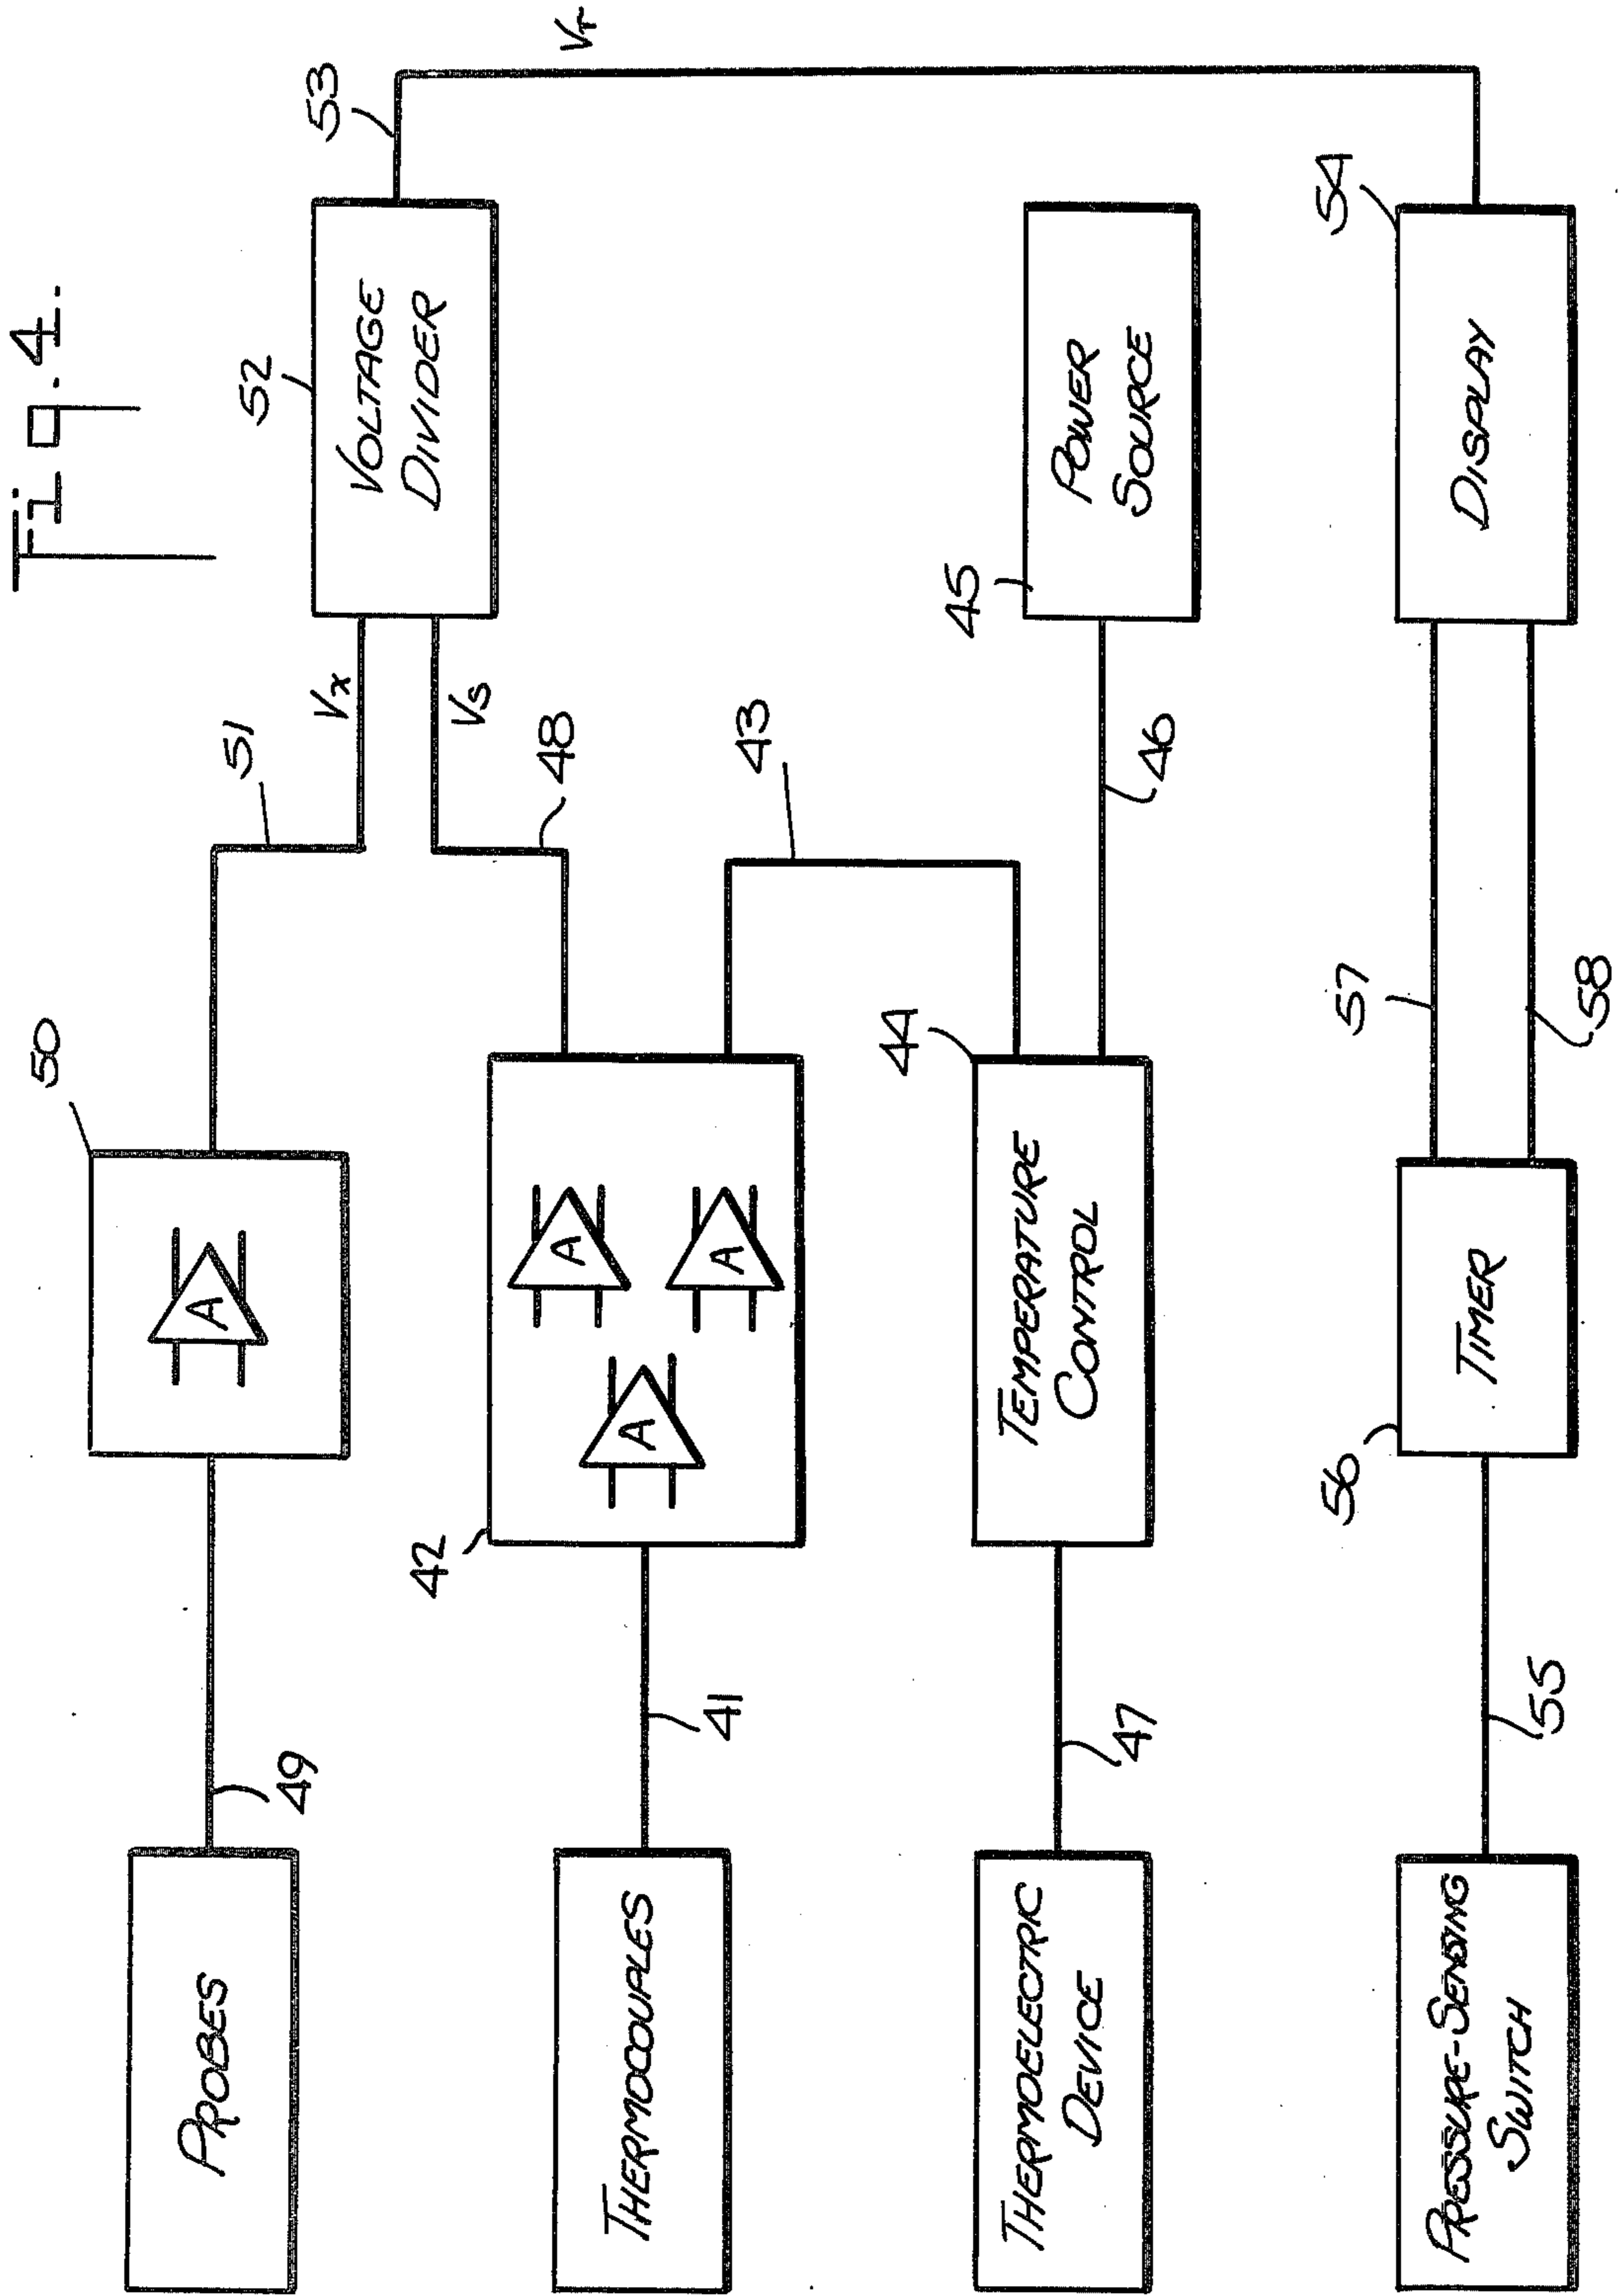 Fig. 4.
50
51
52
53
VX
VS
VT
PROBES
49
A
VOLTAGE
DIVIDER
42
48
THERMOCOUPLES
41
A
A
A
43
44
45
THERMOELECTRIC
DEVICE
47
TEMPERATURE
CONTROL
46
POWER
SOURCE
56
57
54
PRESSURE-SENSING
SWITCH
55
TIMER
58
DISPLAY